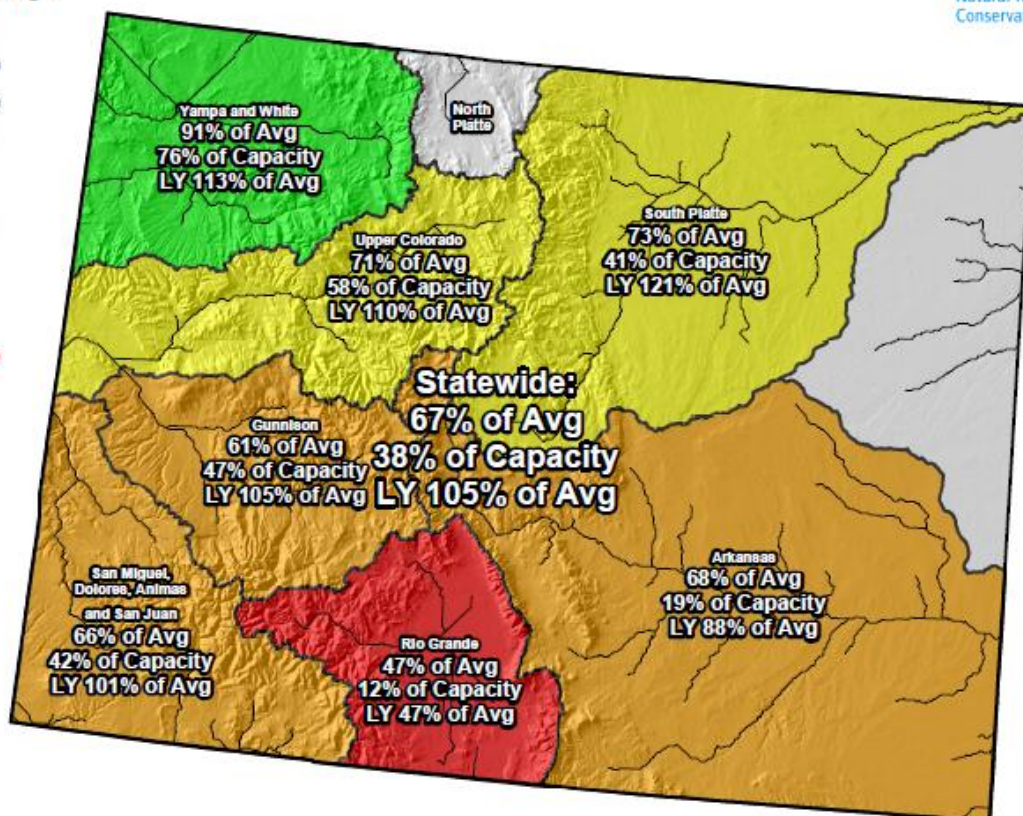 Conserva
Yampa and White
91% of Avg
76% of Capacity
LY 113% of Avg
North
Platte
South Platte
73% of Avg
41% of Capacity
LY 121% of Avg
Upper Colorado
71% of Avg
58% of Capacity
LY 110% of Avg
Statewide:
67% of Avg
38% of Capacity
LY 105% of Avg
Gunnison
61% of Avg
47% of Capacity
LY 105% of Avg
San Miguel,
Dolores, Animas
and San Juan
66% of Avg
42% of Capacity
LY 101% of Avg
Rio Grande
47% of Avg
12% of Capacity
LY 47% of Avg
Arkansas
68% of Avg
19% of Capacity
LY 88% of Avg